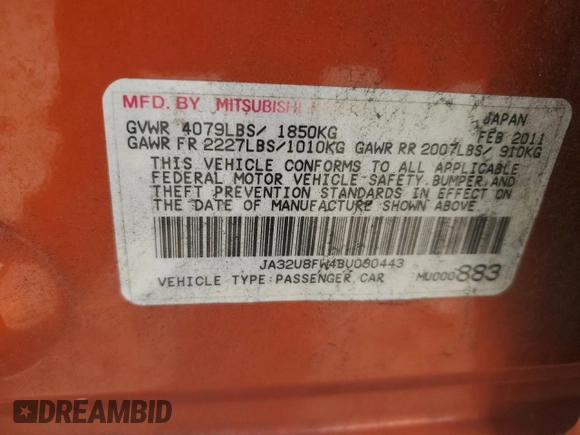 MFD. BY MITSUBISHI
JAPAN
GVWR 4079LBS/ 1850KG
FEB 2011
GAWR FR 2227LBS/1010KG GAWR RR 2007LBS/ 910KG
THIS VEHICLE CONFORMS TO ALL APPLICABLE
FEDERAL MOTOR VEHICLE SAFETY, BUMPER, AND
THEFT PREVENTION STANDARDS IN EFFECT ON
THE DATE OF MANUFACTURE SHOWN ABOVE
JA32U8FW4BU030443
VEHICLE TYPE:PASSENGER CAR
MU000883
DREAMBID